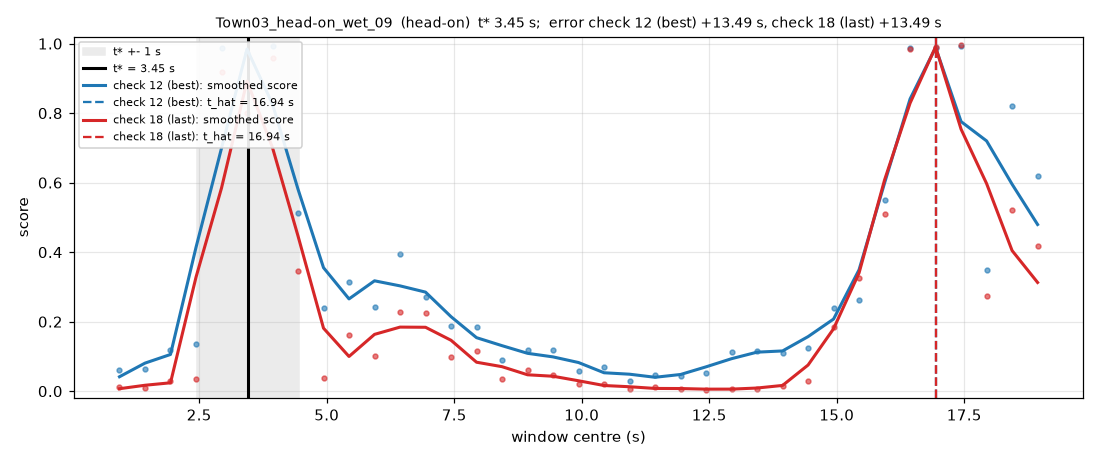 Town03_head-on_wet_09  (head-on)  t* 3.45 s;  error check 12 (best) +13.49 s, check 18 (last) +13.49 s
t* +- 1 s
t* = 3.45 s
check 12 (best): smoothed score
check 12 (best): t_hat = 16.94 s
check 18 (last): smoothed score
check 18 (last): t_hat = 16.94 s
score
1.0
0.8
0.6
0.4
0.2
0.0
2.5 5.0 7.5 10.0 12.5 15.0 17.5
window centre (s)